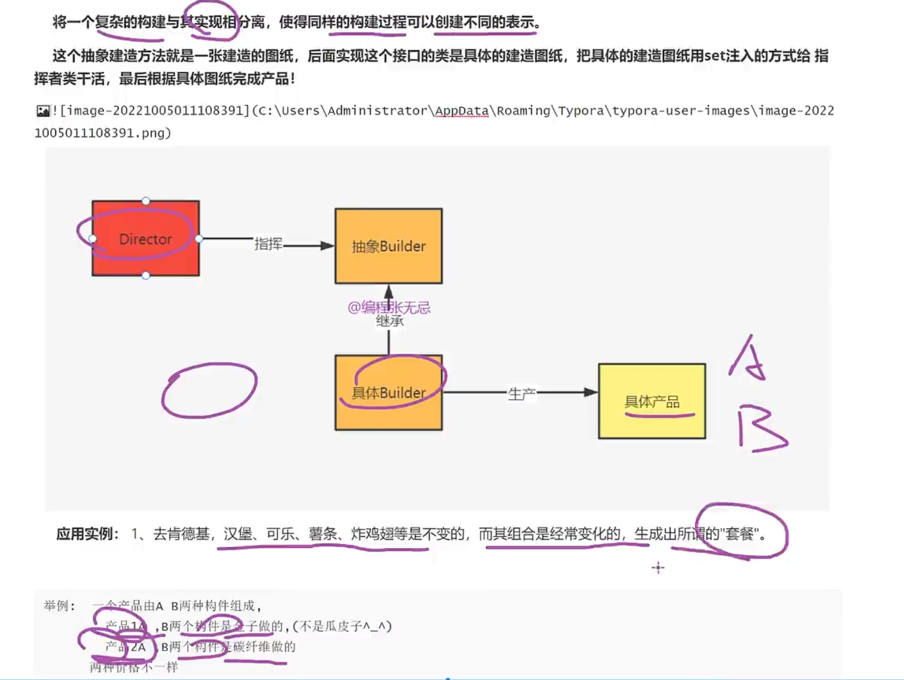 将一个复杂的构建与其实现相分离，使得同样的构建过程可以创建不同的表示。
这个抽象建造方法就是一张建造的图纸，后面实现这个接口的类是具体的建造图纸，把具体的建造图纸用set注入的方式给 指
挥者类干活，最后根据具体图纸完成产品！
![image-20221005011108391](C:\Users\Administrator\AppData\Roaming\Typora\typora-user-images\image-2022
1005011108391.png)
Director
指挥
抽象Builder
@编程张无忌
继承
具体Builder
生产
具体产品
A
B
应用实例： 1、去肯德基，汉堡、可乐、薯条、炸鸡翅等是不变的，而其组合是经常变化的，生成出所谓的"套餐"。
举例： 一个产品由A B两种构件组成，
产品1A ,B两个构件是金子做的,(不是瓜皮子^_^)
产品2A ,B两个构件是碳纤维做的
两种价格不一样